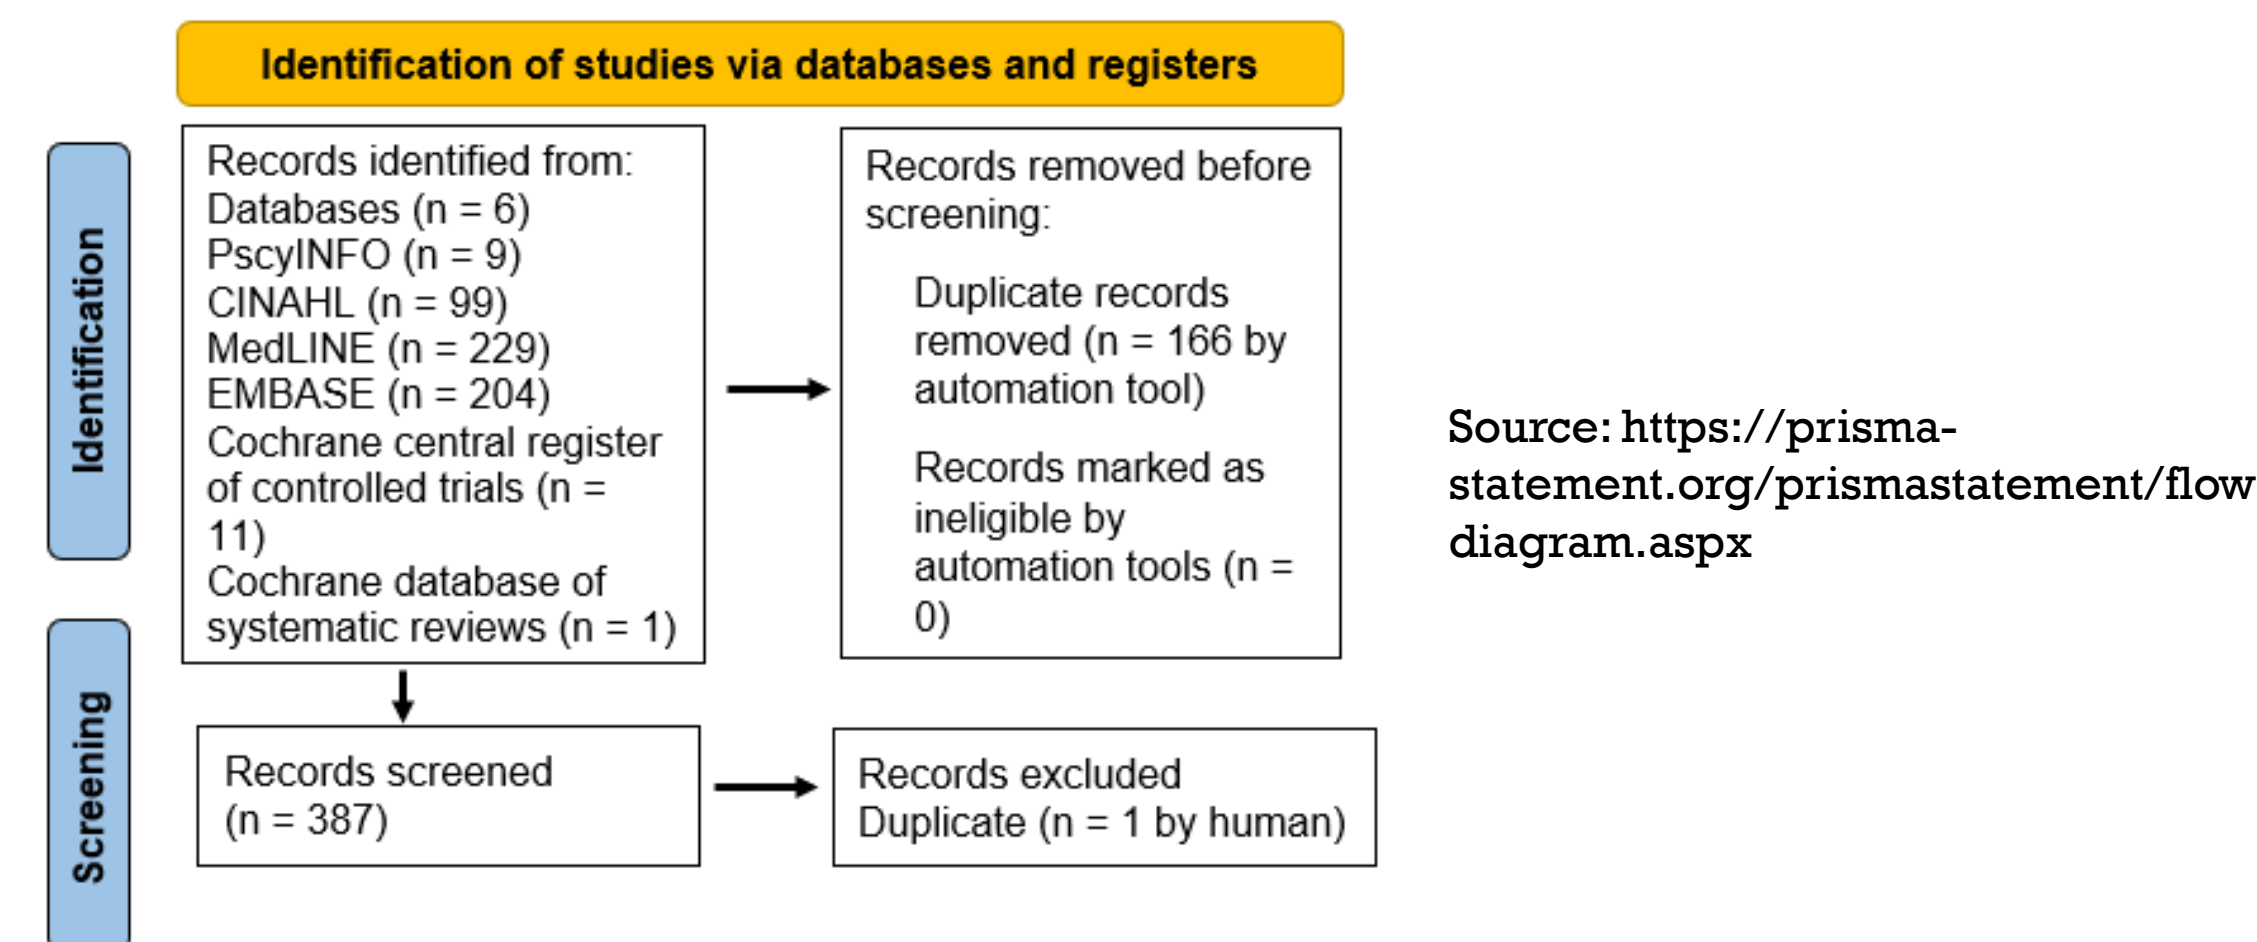 Identification of studies via databases and registers
Identification
Records identified from:
Databases (n = 6)
PscyINFO (n = 9)
CINAHL (n = 99)
MedLINE (n = 229)
EMBASE (n = 204)
Cochrane central register
of controlled trials (n =
11)
Cochrane database of
systematic reviews (n = 1)
Records removed before
screening:
Duplicate records
removed (n = 166 by
automation tool)
Records marked as
ineligible by
automation tools (n =
0)
Source: https://prisma-
statement.org/prismastatement/flow
diagram.aspx
Screening
Records screened
(n = 387)
Records excluded
Duplicate (n = 1 by human)